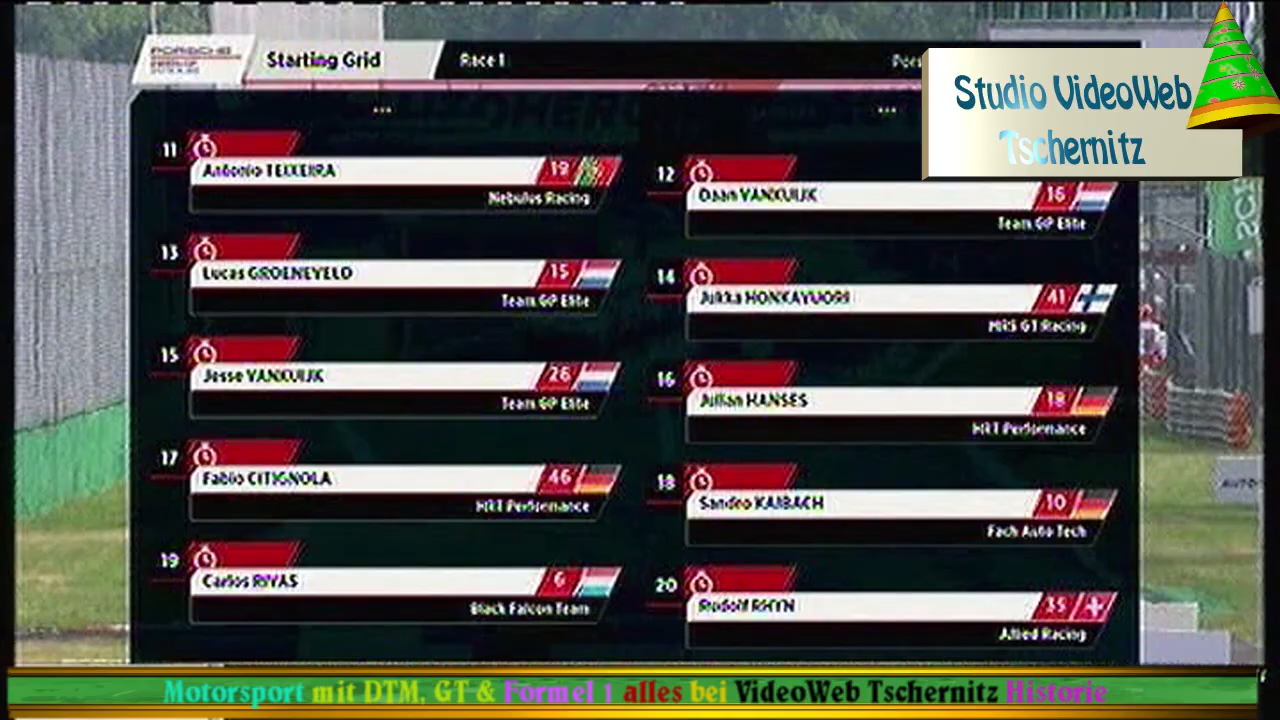 PORSCHE
Starting Grid
Race 1
Studio VideoWeb
Tschernitz
11
Antonio TEIXEIRA 19
Nebulus Racing
12
Daan VANKUIJK 16
Team GP Elite
13
Lucas GROENEVELD 15
Team GP Elite
14
Jukka HONKAVUORI 41
MRS GT Racing
15
Jesse VANKUIJK 26
Team GP Elite
16
Julian HANSES 18
HRT Performance
17
Fabio CITIGNOLA 46
HRT Performance
18
Sandro KAIBACH 10
Fach Auto Tech
19
Carlos RIVAS 6
Black Falcon Team
20
Rudolf RHYN 35
Allied Racing
Motorsport mit DTM, GT & Formel 1 alles bei VideoWeb Tschernitz Historie